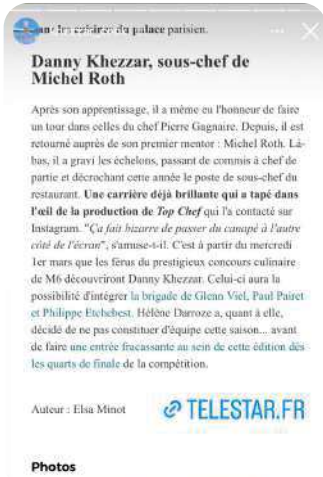 les cuisines du palace parisien.
Danny Khezzar, sous-chef de
Michel Roth
Après son apprentissage, il a même eu l'honneur de faire
un tour dans celles du chef Pierre Gagnaire. Depuis, il est
retourné auprès de son premier mentor : Michel Roth. Là-
bas, il a gravi les échelons, passant de commis à chef de
partie et décrochant cette année le poste de sous-chef du
restaurant. Une carrière déjà brillante qui a tapé dans
l'œil de la production de Top Chef qui l'a contacté sur
Instagram. "Ça fait bizarre de passer du canapé à l'autre
côté de l'écran", s'amuse-t-il. C'est à partir du mercredi
1er mars que les férus du prestigieux concours culinaire
de M6 découvriront Danny Khezzar. Celui-ci aura la
possibilité d'intégrer la brigade de Glenn Viel, Paul Pairet
et Philippe Etchebest. Hélène Darroze a, quant à elle,
décidé de ne pas constituer d'équipe cette saison... avant
de faire une entrée fracassante au sein de cette édition dès
les quarts de finale de la compétition.
Auteur : Elsa Minot
TELESTAR.FR
Photos